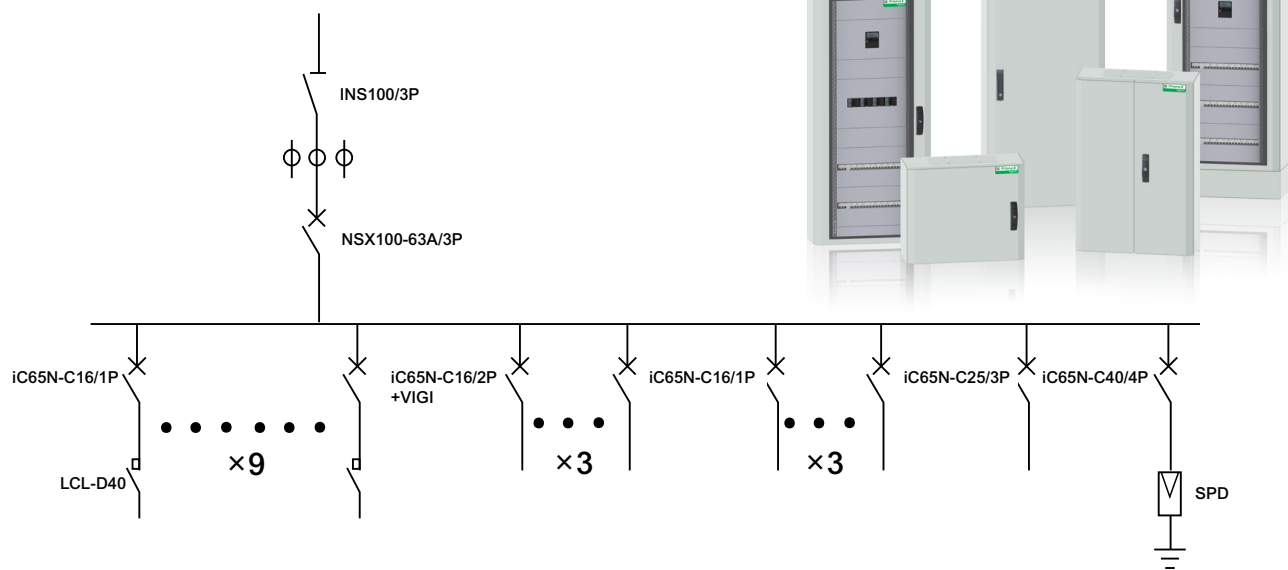 INS100/3P
NSX100-63A/3P
iC65N-C16/1P
iC65N-C16/2P
+VIGI
iC65N-C16/1P
iC65N-C25/3P
iC65N-C40/4P
×9
×3
×3
LCL-D40
SPD